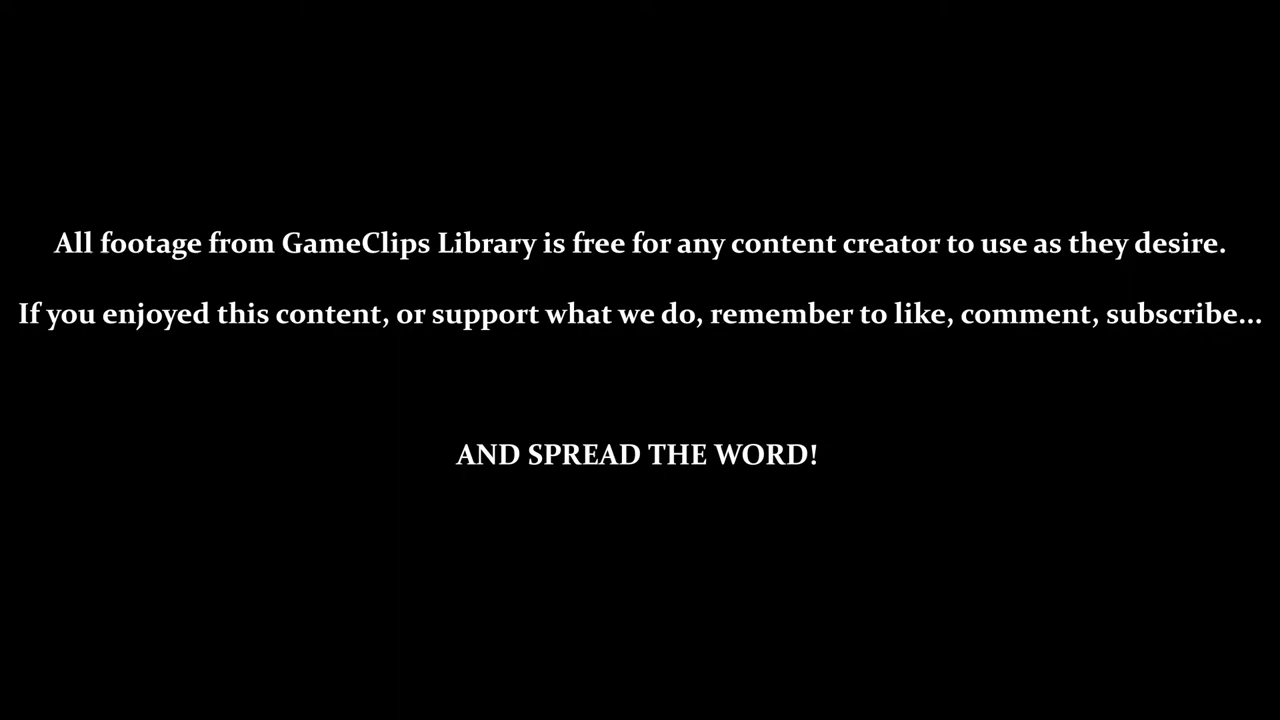 All footage from GameClips Library is free for any content creator to use as they desire.
If you enjoyed this content, or support what we do, remember to like, comment, subscribe...
AND SPREAD THE WORD!